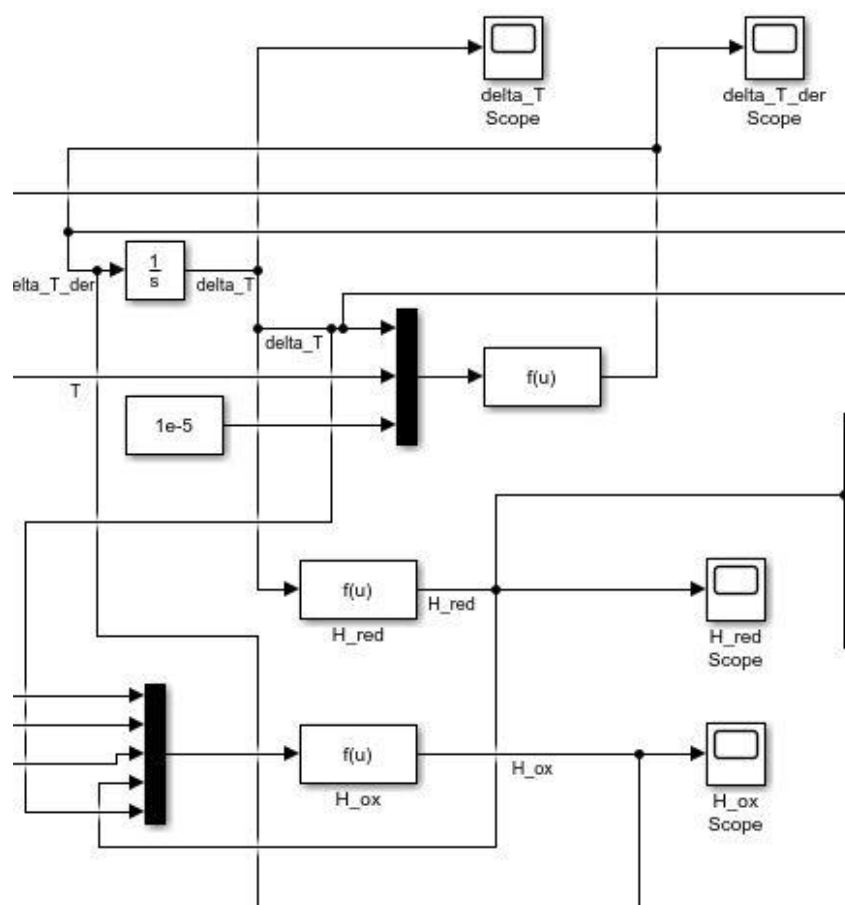 delta_T
Scope
delta_T_der
Scope
1
s
elta_T_der
delta_T
delta_T
T
f(u)
1e-5
f(u)
H_red
H_red
H_red
Scope
f(u)
H_ox
H_ox
H_ox
Scope